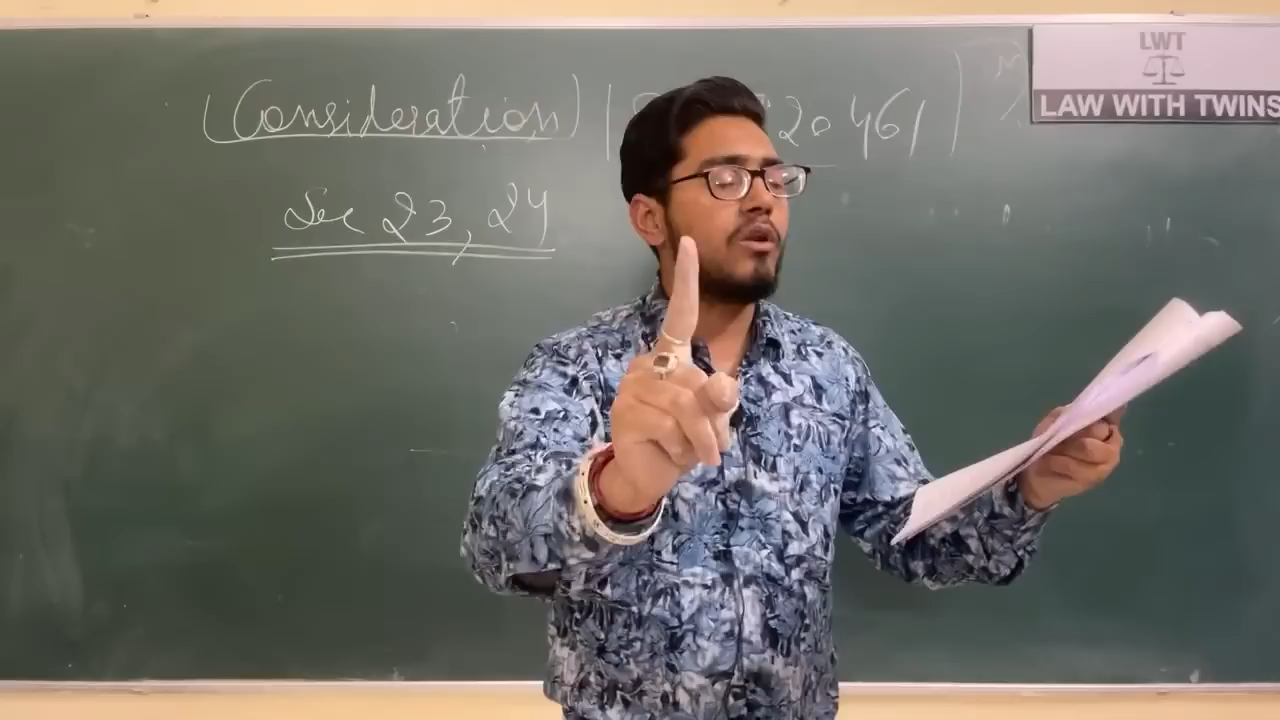 (Consideration)
20461
Sec 23, 24
LWT
LAW WITH TWINS